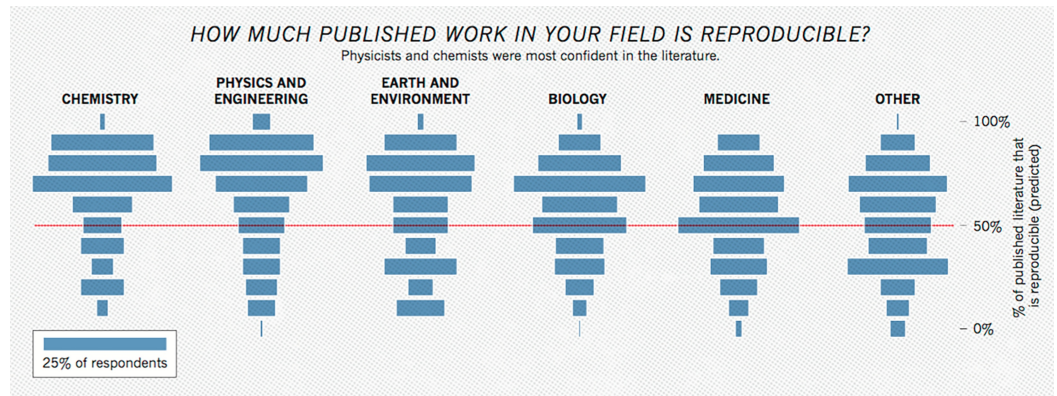 HOW MUCH PUBLISHED WORK IN YOUR FIELD IS REPRODUCIBLE?
Physicists and chemists were most confident in the literature.
CHEMISTRY
PHYSICS AND
ENGINEERING
EARTH AND
ENVIRONMENT
BIOLOGY
MEDICINE
OTHER
100%
50%
0%
% of published literature that
is reproducible (predicted)
25% of respondents